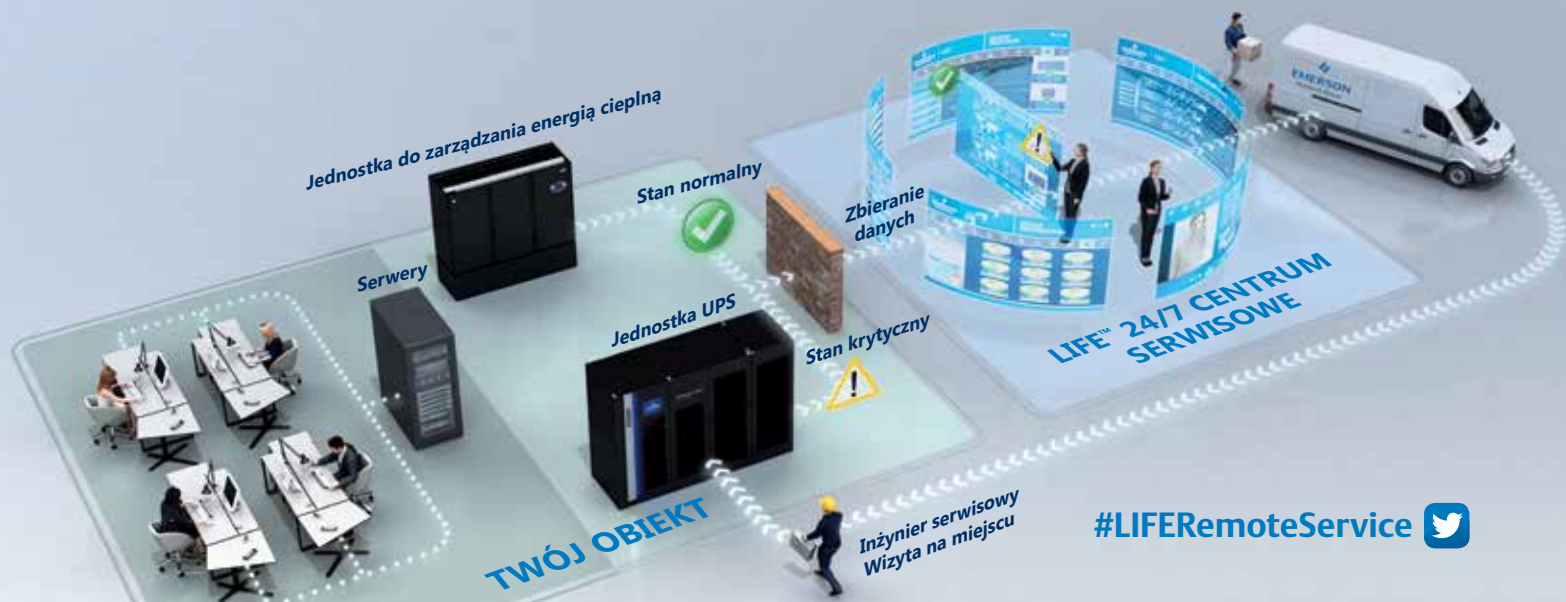 Jednostka do zarządzania energią cieplną
Stan normalny
Zbieranie
danych
EMERSON
Serwery
Jednostka UPS
Stan krytyczny
LIFE™ 24/7 CENTRUM
SERWISOWE
TWÓJ OBIEKT
Inżynier serwisowy
Wizyta na miejscu
#LIFERemoteService